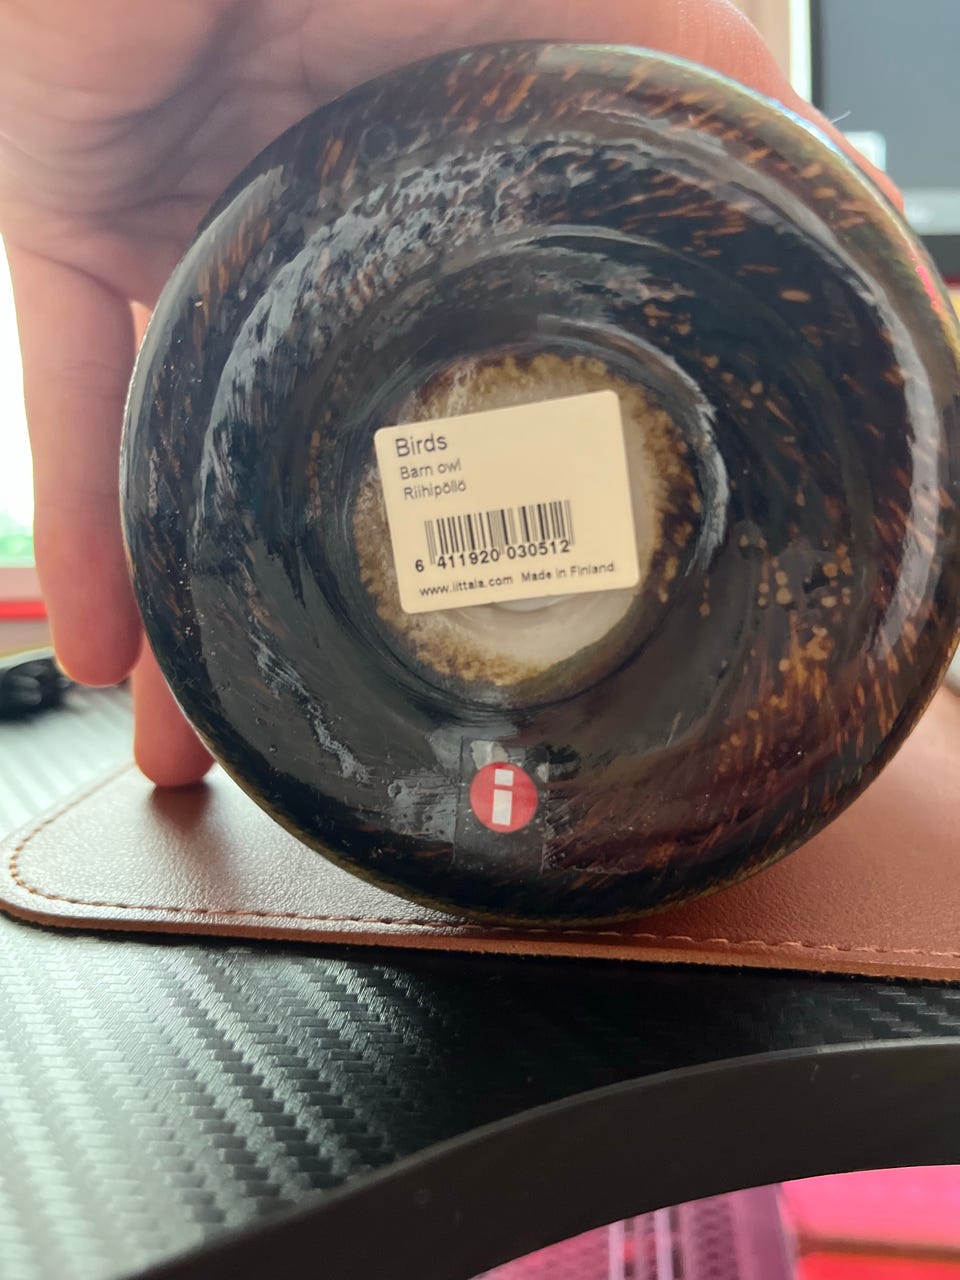 Birds
Barn owl
Riihipöllö
6 411920 030512
www.iittala.com Made in Finland
i